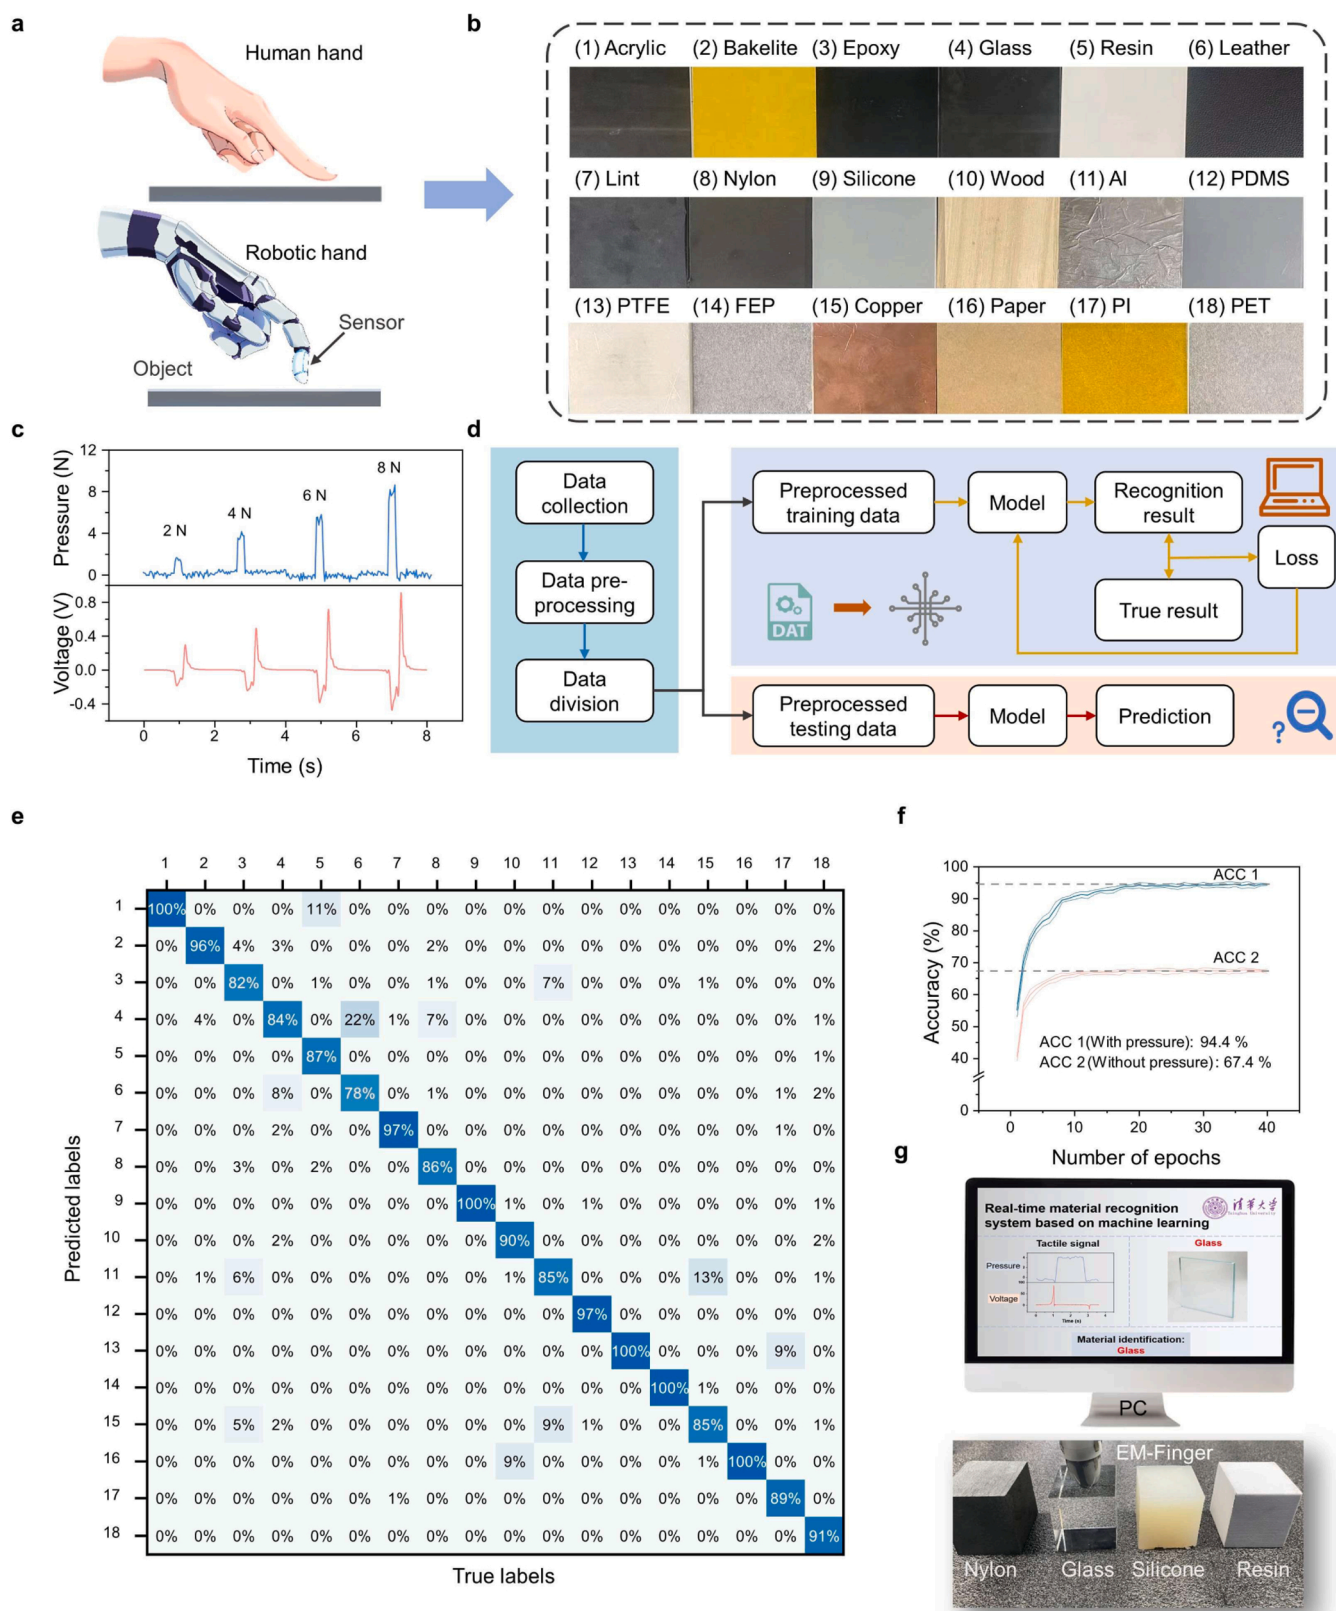 a
Human hand
Robotic hand
Sensor
Object
b
(1) Acrylic (2) Bakelite (3) Epoxy (4) Glass (5) Resin (6) Leather
(7) Lint (8) Nylon (9) Silicone (10) Wood (11) Al (12) PDMS
(13) PTFE (14) FEP (15) Copper (16) Paper (17) PI (18) PET
c
Pressure (N)
12
8
4
0
2 N
4 N
6 N
8 N
Voltage (V)
0.8
0.4
0.0
-0.4
0 2 4 6 8
Time (s)
d
Data
collection
Data pre-
processing
Data
division
Preprocessed
training data
Model
Recognition
result
Loss
True result
DAT
Preprocessed
testing data
Model
Prediction
?
e
1 2 3 4 5 6 7 8 9 10 11 12 13 14 15 16 17 18
1 100% 0% 0% 0% 11% 0% 0% 0% 0% 0% 0% 0% 0% 0% 0% 0% 0% 0%
2 0% 96% 4% 3% 0% 0% 0% 2% 0% 0% 0% 0% 0% 0% 0% 0% 0% 2%
3 0% 0% 82% 0% 1% 0% 0% 1% 0% 0% 7% 0% 0% 0% 1% 0% 0% 0%
4 0% 4% 0% 84% 0% 22% 1% 7% 0% 0% 0% 0% 0% 0% 0% 0% 0% 1%
5 0% 0% 0% 0% 87% 0% 0% 0% 0% 0% 0% 0% 0% 0% 0% 0% 0% 1%
6 0% 0% 0% 8% 0% 78% 0% 1% 0% 0% 0% 0% 0% 0% 0% 0% 1% 2%
7 0% 0% 0% 2% 0% 0% 97% 0% 0% 0% 0% 0% 0% 0% 0% 0% 1% 0%
8 0% 0% 3% 0% 2% 0% 0% 86% 0% 0% 0% 0% 0% 0% 0% 0% 0% 0%
9 0% 0% 0% 0% 0% 0% 0% 0% 100% 1% 0% 1% 0% 0% 0% 0% 0% 1%
10 0% 0% 0% 2% 0% 0% 0% 0% 0% 90% 0% 0% 0% 0% 0% 0% 0% 2%
11 0% 1% 6% 0% 0% 0% 0% 0% 0% 1% 85% 0% 0% 0% 13% 0% 0% 1%
12 0% 0% 0% 0% 0% 0% 0% 0% 0% 0% 0% 97% 0% 0% 0% 0% 0% 0%
13 0% 0% 0% 0% 0% 0% 0% 0% 0% 0% 0% 0% 100% 0% 0% 0% 9% 0%
14 0% 0% 0% 0% 0% 0% 0% 0% 0% 0% 0% 0% 0% 100% 1% 0% 0% 0%
15 0% 0% 5% 2% 0% 0% 0% 0% 0% 0% 9% 1% 0% 0% 85% 0% 0% 1%
16 0% 0% 0% 0% 0% 0% 0% 0% 0% 9% 0% 0% 0% 0% 1% 100% 0% 0%
17 0% 0% 0% 0% 0% 0% 1% 0% 0% 0% 0% 0% 0% 0% 0% 0% 89% 0%
18 0% 0% 0% 0% 0% 0% 0% 0% 0% 0% 0% 0% 0% 0% 0% 0% 0% 91%
Predicted labels
True labels
f
Accuracy (%)
100
90
80
70
60
50
40
0
ACC 1
ACC 2
ACC 1 (With pressure): 94.4 %
ACC 2 (Without pressure): 67.4 %
0 10 20 30 40
Number of epochs
g
Real-time material recognition
system based on machine learning
清华大学
Tsinghua University
Tactile signal
Pressure
Voltage
Time (s)
Glass
Material identification:
Glass
PC
EM-Finger
Nylon Glass Silicone Resin